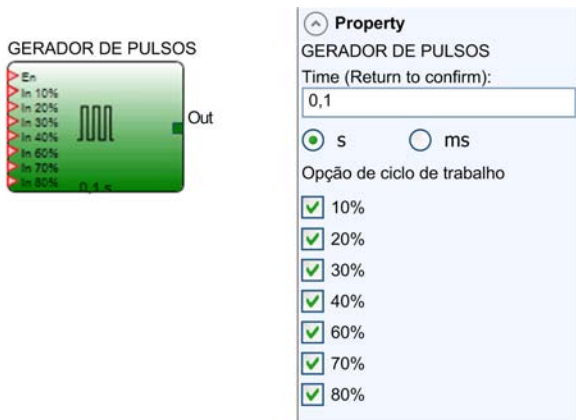 GERADOR DE PULSOS
En
In 10%
In 20%
In 30%
In 40%
In 60%
In 70%
In 80%
0,1 s
Out
Property
GERADOR DE PULSOS
Time (Return to confirm):
0,1
s ms
Opção de ciclo de trabalho
10%
20%
30%
40%
60%
70%
80%